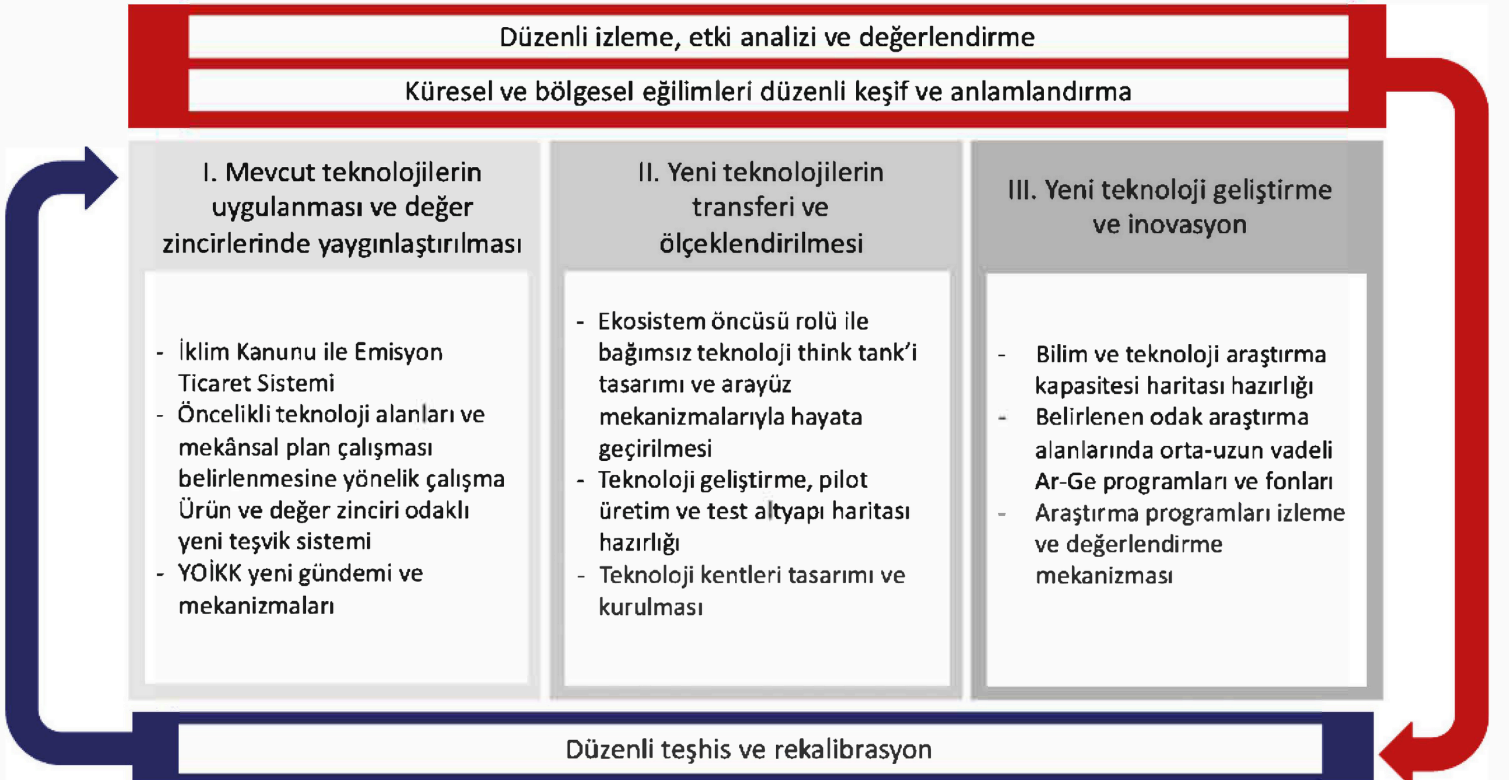 Düzenli izleme, etki analizi ve değerlendirme
Küresel ve bölgesel eğilimleri düzenli keşif ve anlamlandırma
I. Mevcut teknolojilerin
uygulanması ve değer
zincirlerinde yaygınlaştırılması
- İklim Kanunu ile Emisyon
Ticaret Sistemi
- Öncelikli teknoloji alanları ve
mekânsal plan çalışması
belirlenmesine yönelik çalışma
Ürün ve değer zinciri odaklı
yeni teşvik sistemi
- YOİKK yeni gündemi ve
mekanizmaları
II. Yeni teknolojilerin
transferi ve
ölçeklendirilmesi
- Ekosistem öncüsü rolü ile
bağımsız teknoloji think tank’i
tasarımı ve arayüz
mekanizmalarıyla hayata
geçirilmesi
- Teknoloji geliştirme, pilot
üretim ve test altyapı haritası
hazırlığı
- Teknoloji kentleri tasarımı ve
kurulması
III. Yeni teknoloji geliştirme
ve inovasyon
- Bilim ve teknoloji araştırma
kapasitesi haritası hazırlığı
- Belirlenen odak araştırma
alanlarında orta-uzun vadeli
Ar-Ge programları ve fonları
- Araştırma programları izleme
ve değerlendirme
mekanizması
Düzenli teşhis ve rekalibrasyon